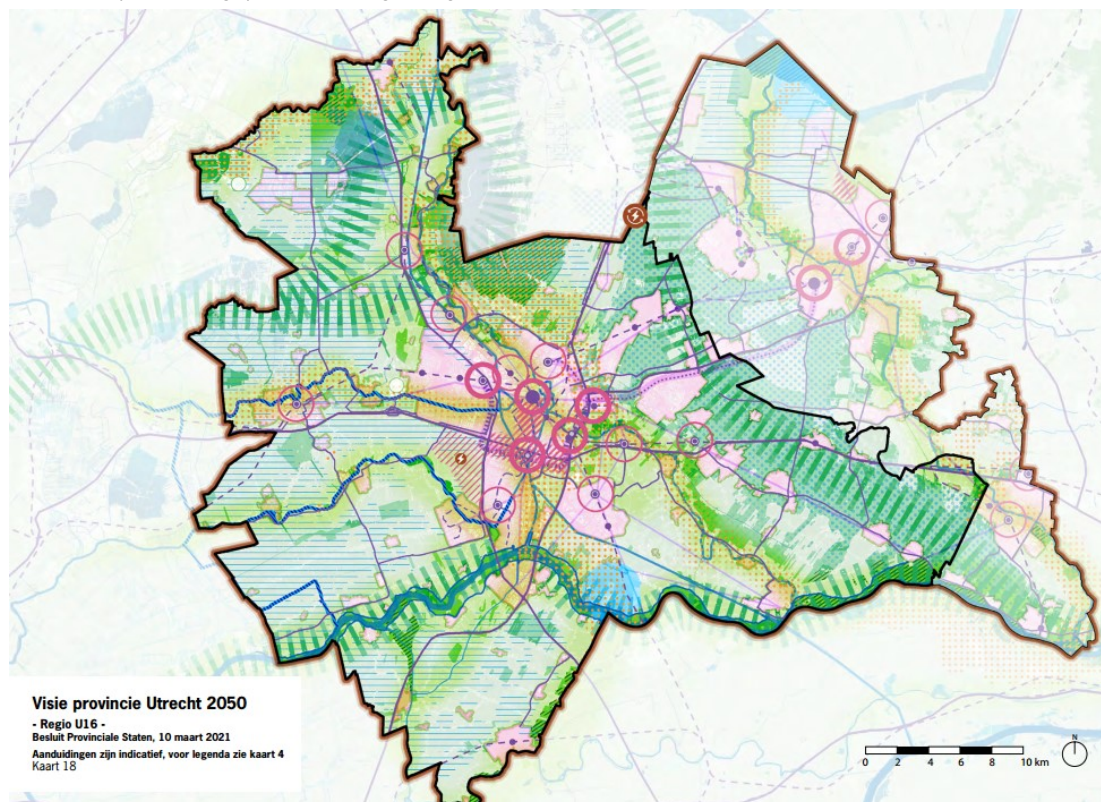 Visie provincie Utrecht 2050
- Regio U16 -
Besluit Provinciale Staten, 10 maart 2021
Aanduidingen zijn indicatief, voor legenda zie kaart 4
Kaart 18
N
0 2 4 6 8 10 km